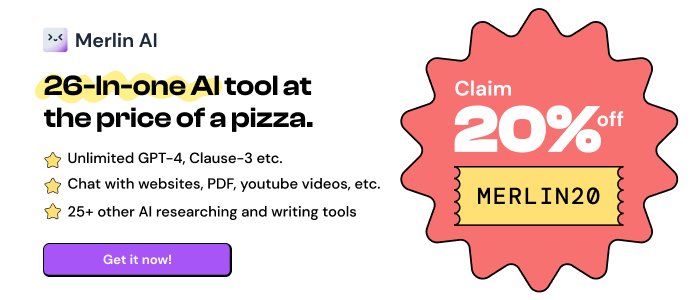 Merlin AI
26-In-one AI tool at
the price of a pizza.
Unlimited GPT-4, Clause-3 etc.
Chat with websites, PDF, youtube videos, etc.
25+ other AI researching and writing tools
Get it now!
Claim
20% off
MERLIN20